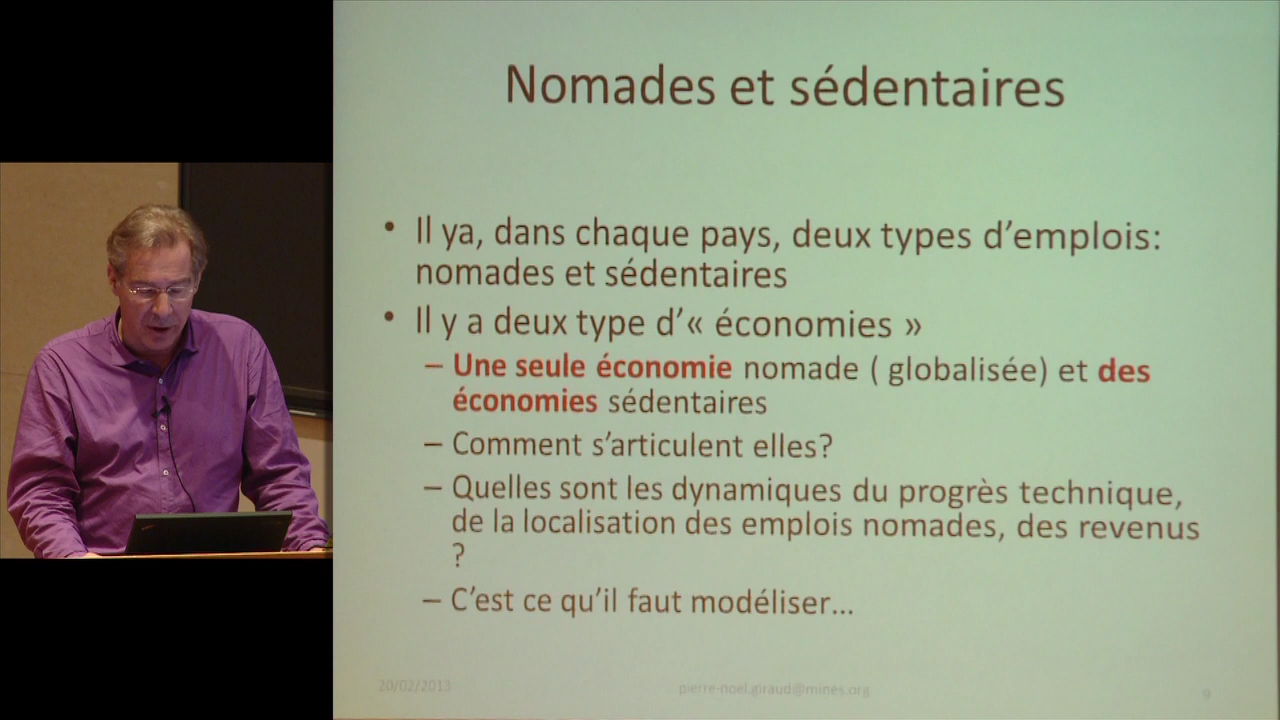 Nomades et sédentaires
• Il ya, dans chaque pays, deux types d’emplois:
nomades et sédentaires
• Il y a deux type d’« économies »
– Une seule économie nomade ( globalisée) et des
économies sédentaires
– Comment s’articulent elles?
– Quelles sont les dynamiques du progrès technique,
de la localisation des emplois nomades, des revenus
?
– C’est ce qu’il faut modéliser...
20/02/2013
pierre-noel.giraud@mines.org
9